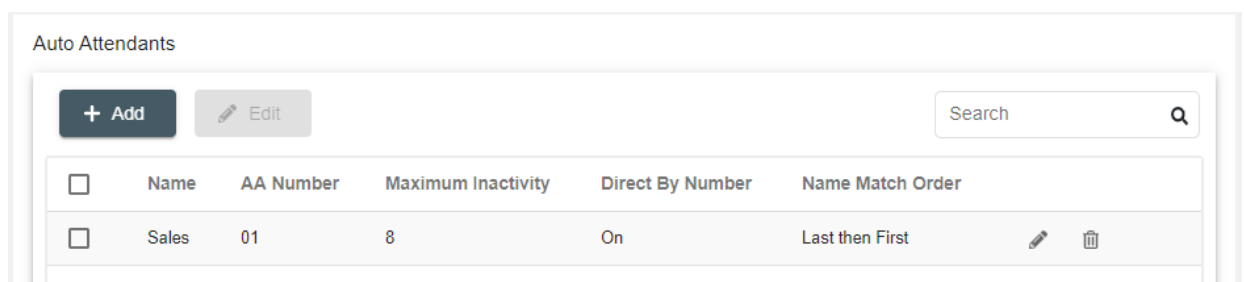 Auto Attendants
+ Add Edit Search
Name AA Number Maximum Inactivity Direct By Number Name Match Order
Sales 01 8 On Last then First